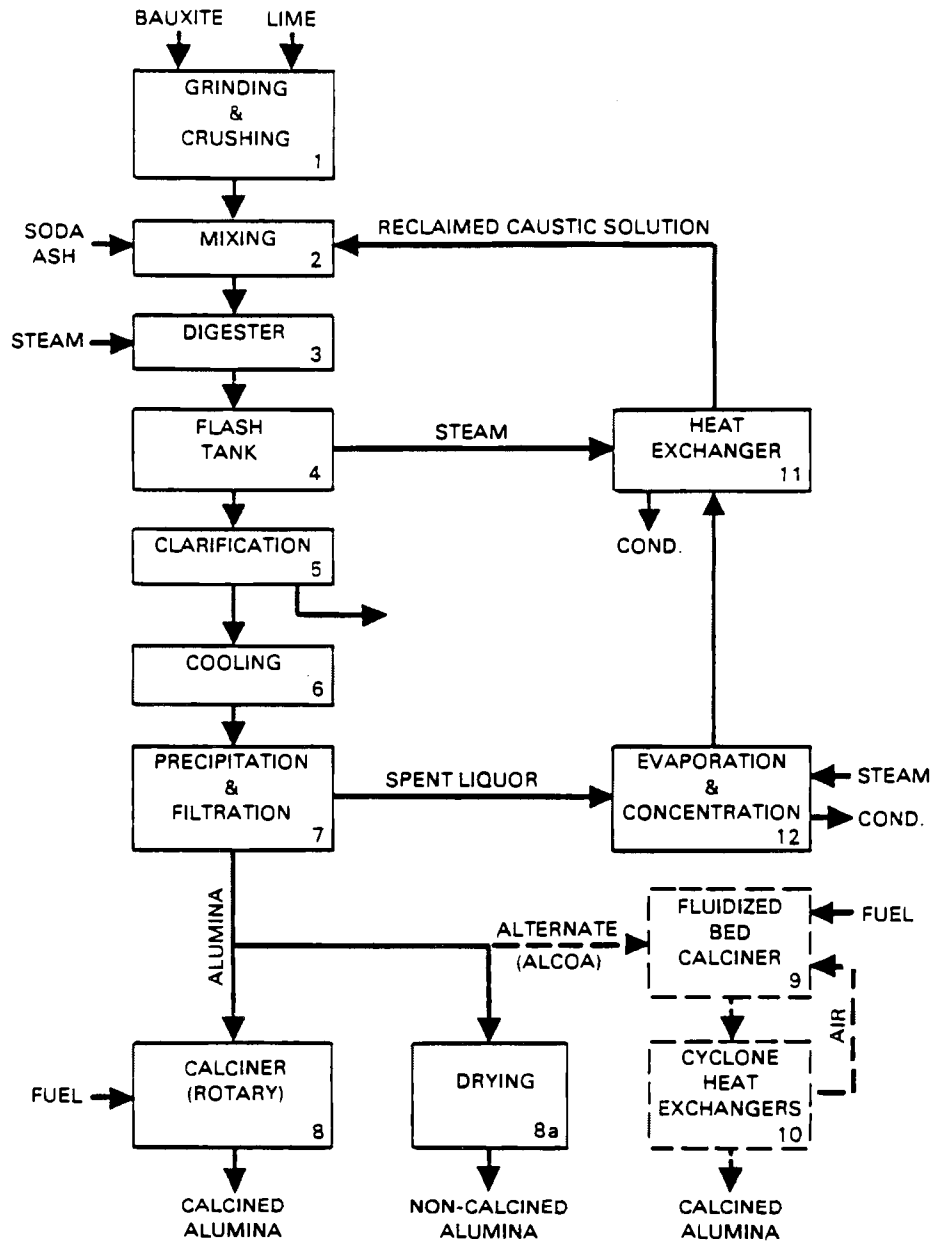 BAUXITE
LIME
GRINDING
&
CRUSHING
1
SODA
ASH
MIXING
2
RECLAIMED CAUSTIC SOLUTION
STEAM
DIGESTER
3
FLASH
TANK
4
STEAM
HEAT
EXCHANGER
11
COND.
CLARIFICATION
5
COOLING
6
PRECIPITATION
&
FILTRATION
7
SPENT LIQUOR
EVAPORATION
&
CONCENTRATION
12
STEAM
COND.
ALUMINA
ALTERNATE
(ALCOA)
FLUIDIZED
BED
CALCINER
9
FUEL
AIR
FUEL
CALCINER
(ROTARY)
8
DRYING
8a
CYCLONE
HEAT
EXCHANGERS
10
CALCINED
ALUMINA
NON-CALCINED
ALUMINA
CALCINED
ALUMINA